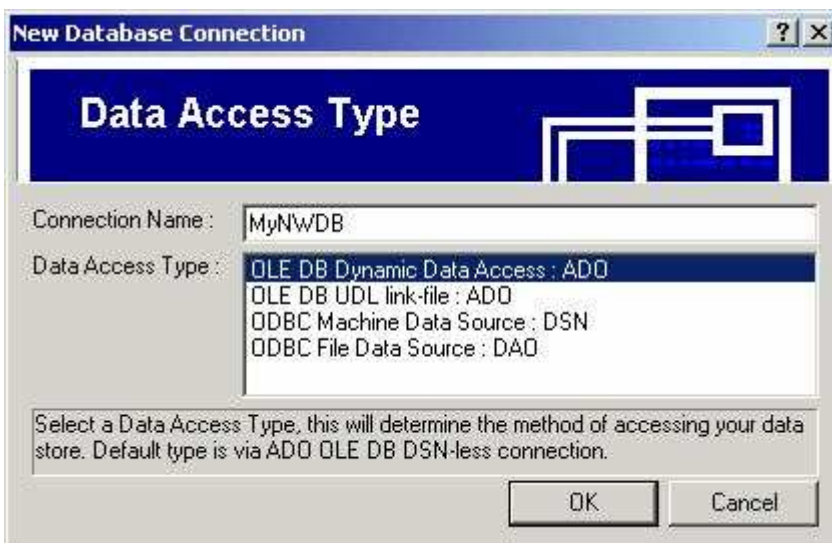 New Database Connection
Data Access Type
Connection Name :
MyNWDB
Data Access Type :
OLE DB Dynamic Data Access : ADO
OLE DB UDL link-file : ADO
ODBC Machine Data Source : DSN
ODBC File Data Source : DAO
Select a Data Access Type, this will determine the method of accessing your data
store. Default type is via ADO OLE DB DSN-less connection.
OK
Cancel